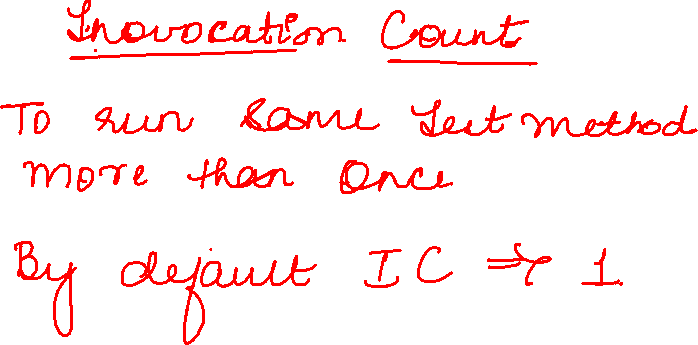 Inovocation Count
To run same Test method
more than Once
By default IC ⇒ 1.